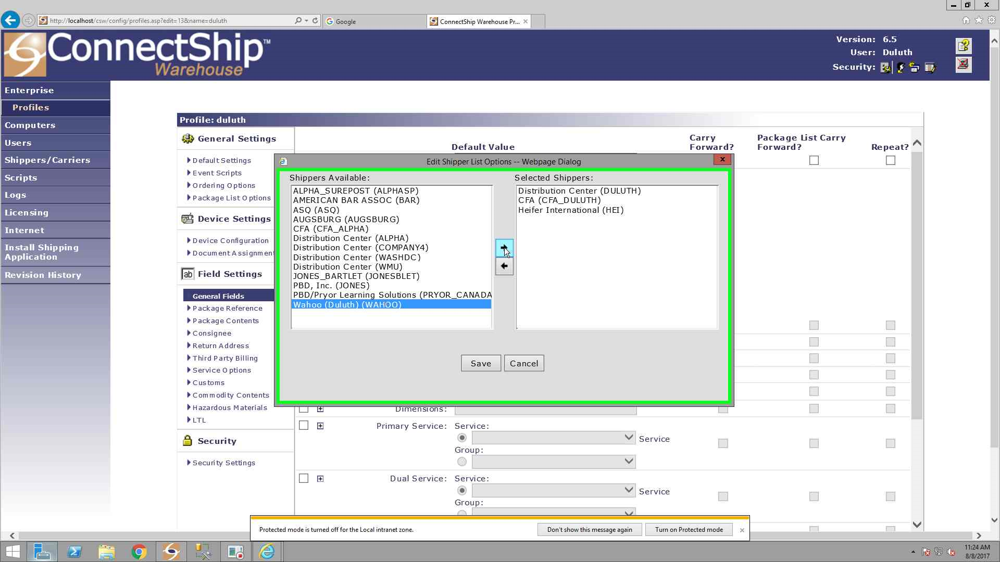 http://localhost/csw/config/profiles.asp?edit=13&name=duluth
Google
ConnectShip Warehouse Pr...
ConnectShip™
Warehouse
Version: 6.5
User: Duluth
Security:
Enterprise
Profiles
Computers
Users
Shippers/Carriers
Scripts
Logs
Licensing
Internet
Install Shipping
Application
Revision History
Profile: duluth
General Settings
Default Settings
Event Scripts
Ordering Options
Package List Options
Device Settings
Device Configuration
Document Assignment
ab Field Settings
General Fields
Package Reference
Package Contents
Consignee
Return Address
Third Party Billing
Service Options
Customs
Commodity Contents
Hazardous Materials
LTL
Security
Security Settings
Default Value
Carry
Forward?
Package List Carry
Forward?
Repeat?
Edit Shipper List Options -- Webpage Dialog
Shippers Available:
ALPHA_SUREPOST (ALPHASP)
AMERICAN BAR ASSOC (BAR)
ASQ (ASQ)
AUGSBURG (AUGSBURG)
CFA (CFA_ALPHA)
Distribution Center (ALPHA)
Distribution Center (COMPANY4)
Distribution Center (WASHDC)
Distribution Center (WMU)
JONES_BARTLET (JONESBLET)
PBD, Inc. (JONES)
PBD/Pryor Learning Solutions (PRYOR_CANADA
Wahoo (Duluth) (WAHOO)
Selected Shippers:
Distribution Center (DULUTH)
CFA (CFA_DULUTH)
Heifer International (HEI)
Save
Cancel
Dimensions:
Primary Service:
Service:
Service
Group:
Dual Service:
Service:
Service
Group:
Protected mode is turned off for the Local intranet zone.
Don't show this message again
Turn on Protected mode
11:24 AM
8/8/2017